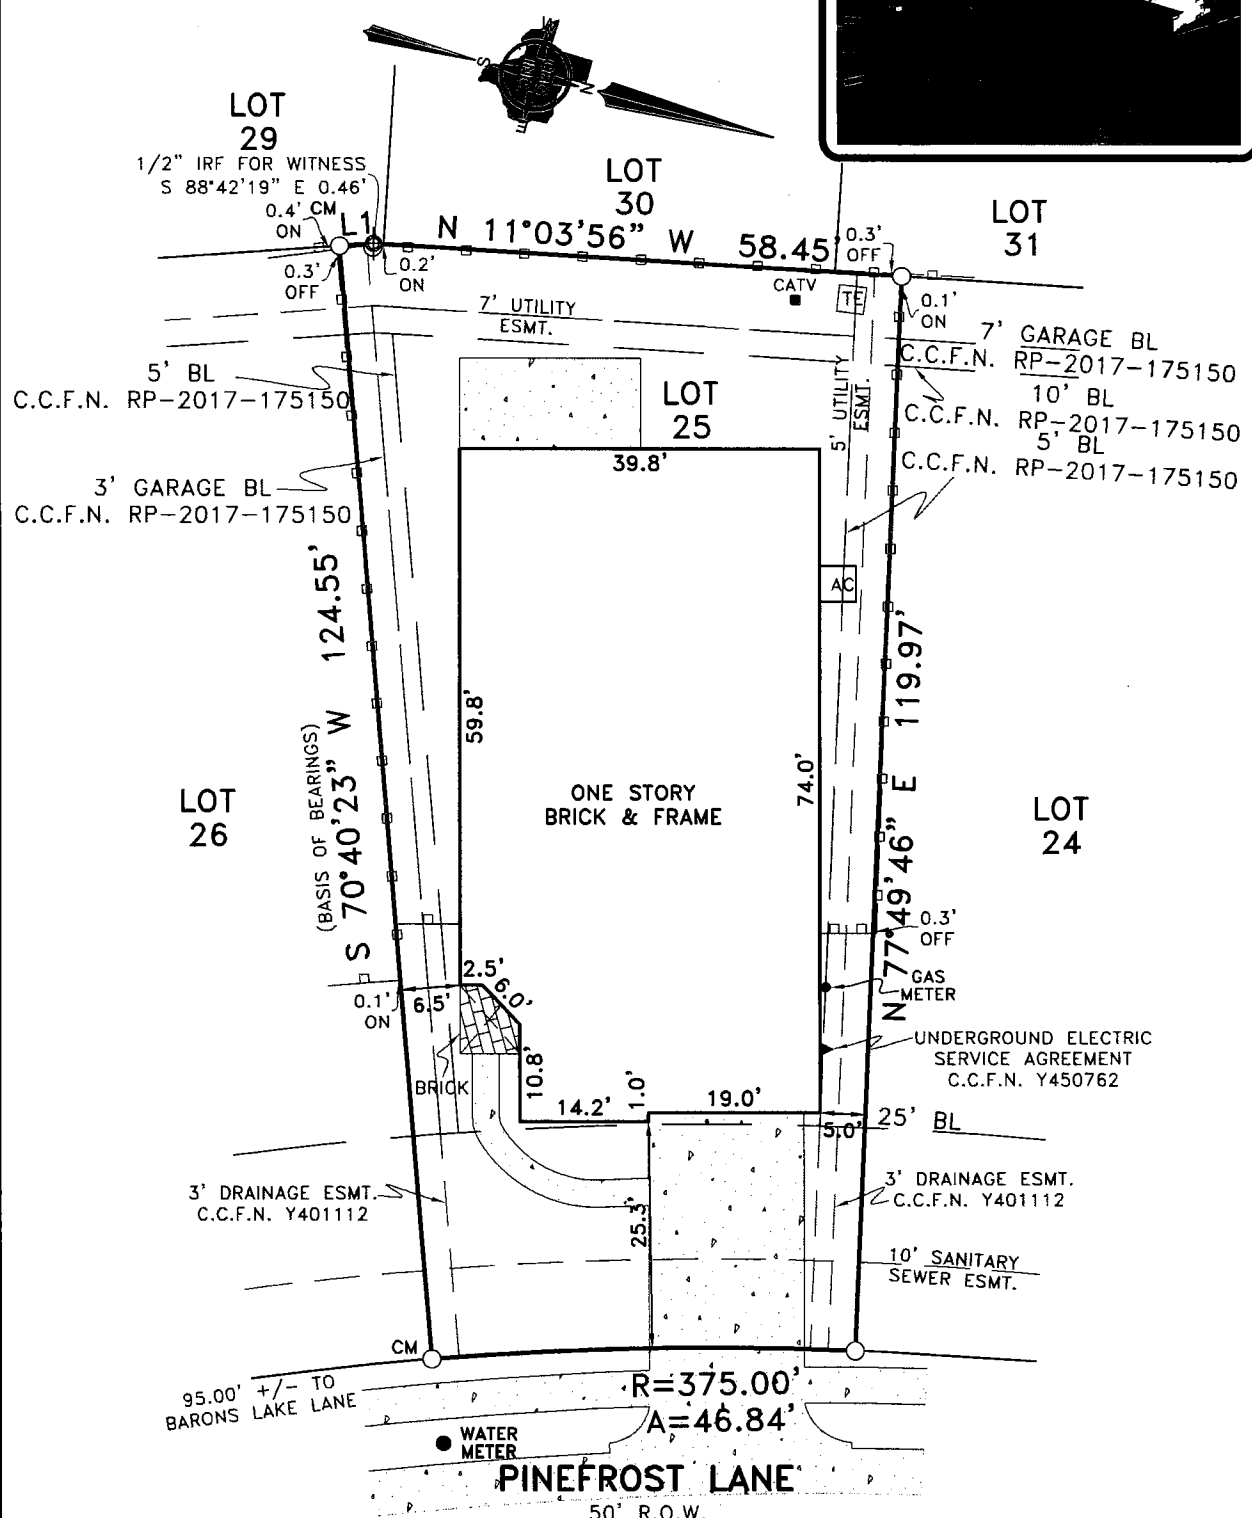 S
N
E
LOT
29
1/2" IRF FOR WITNESS
S 88°42'19" E 0.46'
0.4' CM
ON
L1
0.3'
OFF
0.2'
ON
LOT
30
N 11°03'56" W 58.45'
0.3'
OFF
LOT
31
CATV
TE
0.1'
ON
7' UTILITY
ESMT.
7' GARAGE BL
C.C.F.N. RP-2017-175150
10' BL
C.C.F.N. RP-2017-175150
5' BL
C.C.F.N. RP-2017-175150
5' BL
C.C.F.N. RP-2017-175150
LOT
25
5' UTILITY
ESMT.
39.8'
3' GARAGE BL
C.C.F.N. RP-2017-175150
AC
S 70°40'23" W 124.55'
(BASIS OF BEARINGS)
59.8'
74.0'
N 77°49'46" E 119.97'
ONE STORY
BRICK & FRAME
LOT
26
LOT
24
0.3'
OFF
2.5'
6.0'
6.5'
0.1'
ON
GAS
METER
UNDERGROUND ELECTRIC
SERVICE AGREEMENT
C.C.F.N. Y450762
BRICK
10.8'
14.2'
1.0'
19.0'
5.0'
25' BL
3' DRAINAGE ESMT.
C.C.F.N. Y401112
3' DRAINAGE ESMT.
C.C.F.N. Y401112
25.3'
10' SANITARY
SEWER ESMT.
CM
95.00' +/- TO
BARONS LAKE LANE
R=375.00'
A=46.84'
WATER
METER
PINEFROST LANE
50' R.O.W.